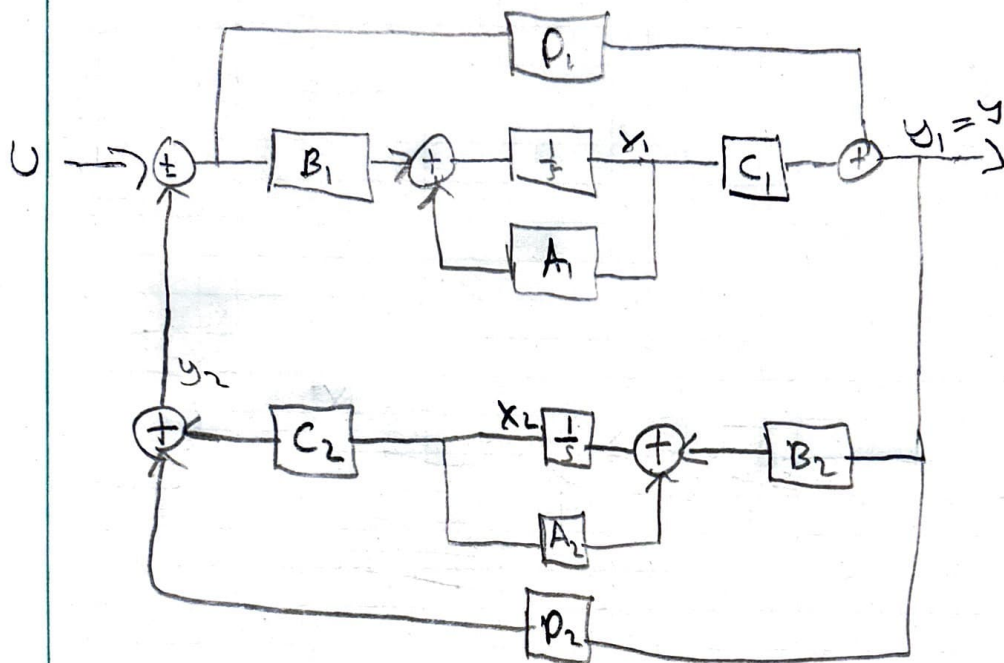 D₁
y₁ = y
U
±
B₁
+
1/s
x₁
C₁
+
A₁
y₂
+
C₂
x₂
1/s
+
B₂
A₂
D₂